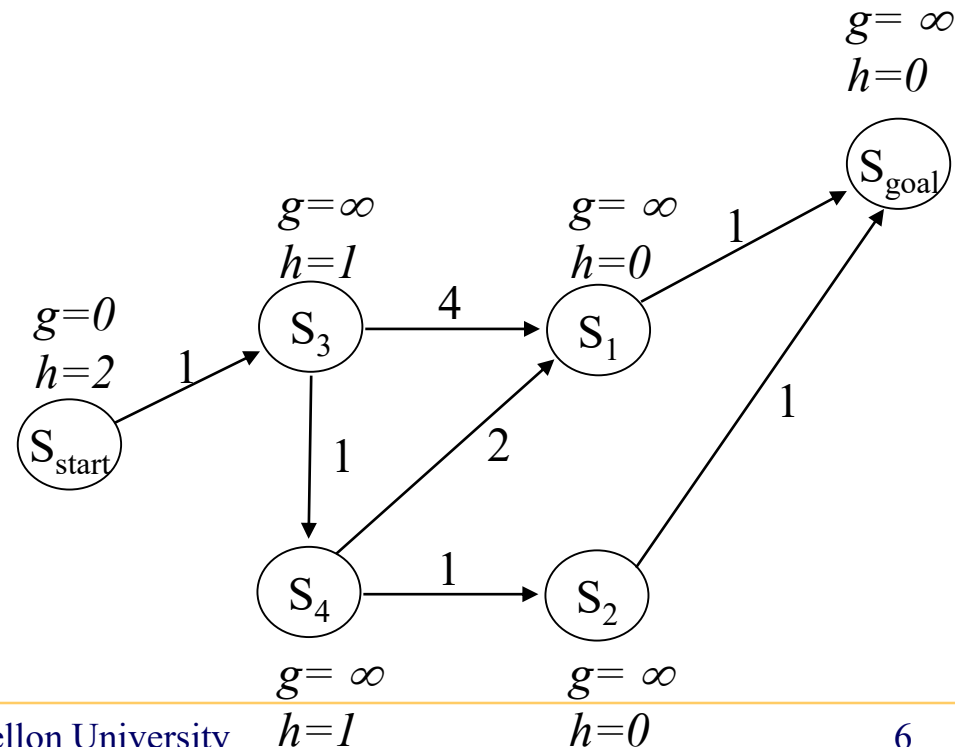 g= ∞
h=0
S_goal
g=∞
h=1
g= ∞
h=0
1
g=0
h=2
S_3
4
S_1
1
S_start
1
2
1
S_4
1
S_2
g= ∞
h=1
g= ∞
h=0
ellon University
6